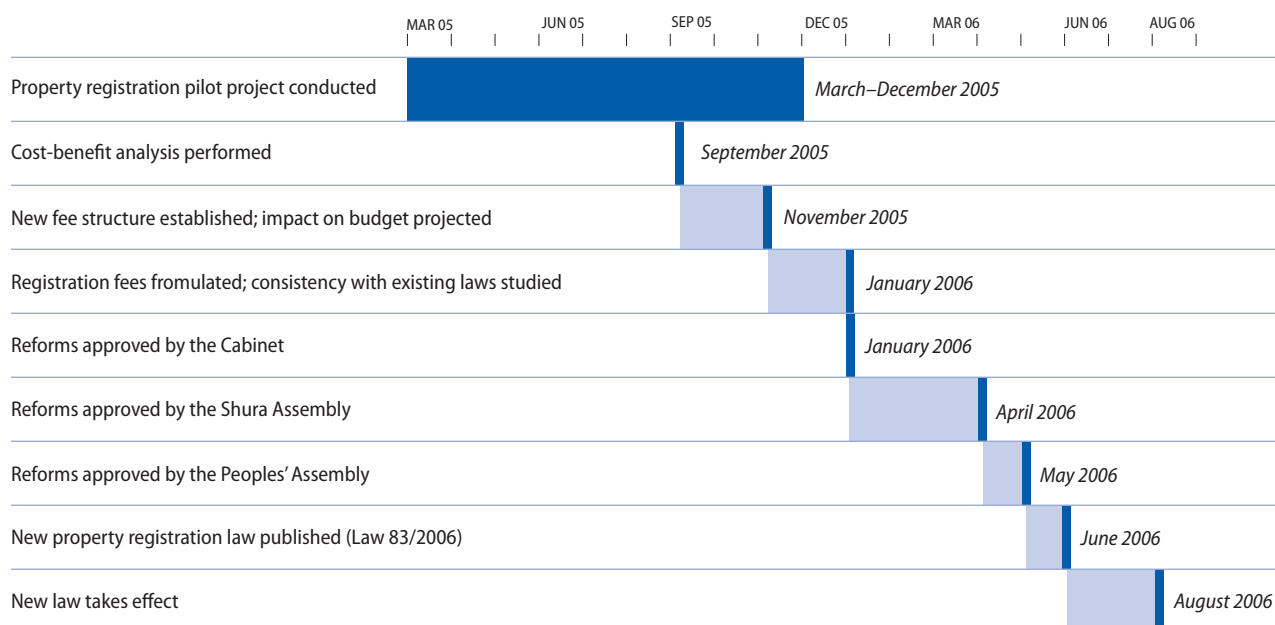 MAR 05 JUN 05 SEP 05 DEC 05 MAR 06 JUN 06 AUG 06
Property registration pilot project conducted March–December 2005
Cost-benefit analysis performed September 2005
New fee structure established; impact on budget projected November 2005
Registration fees fromulated; consistency with existing laws studied January 2006
Reforms approved by the Cabinet January 2006
Reforms approved by the Shura Assembly April 2006
Reforms approved by the Peoples’ Assembly May 2006
New property registration law published (Law 83/2006) June 2006
New law takes effect August 2006